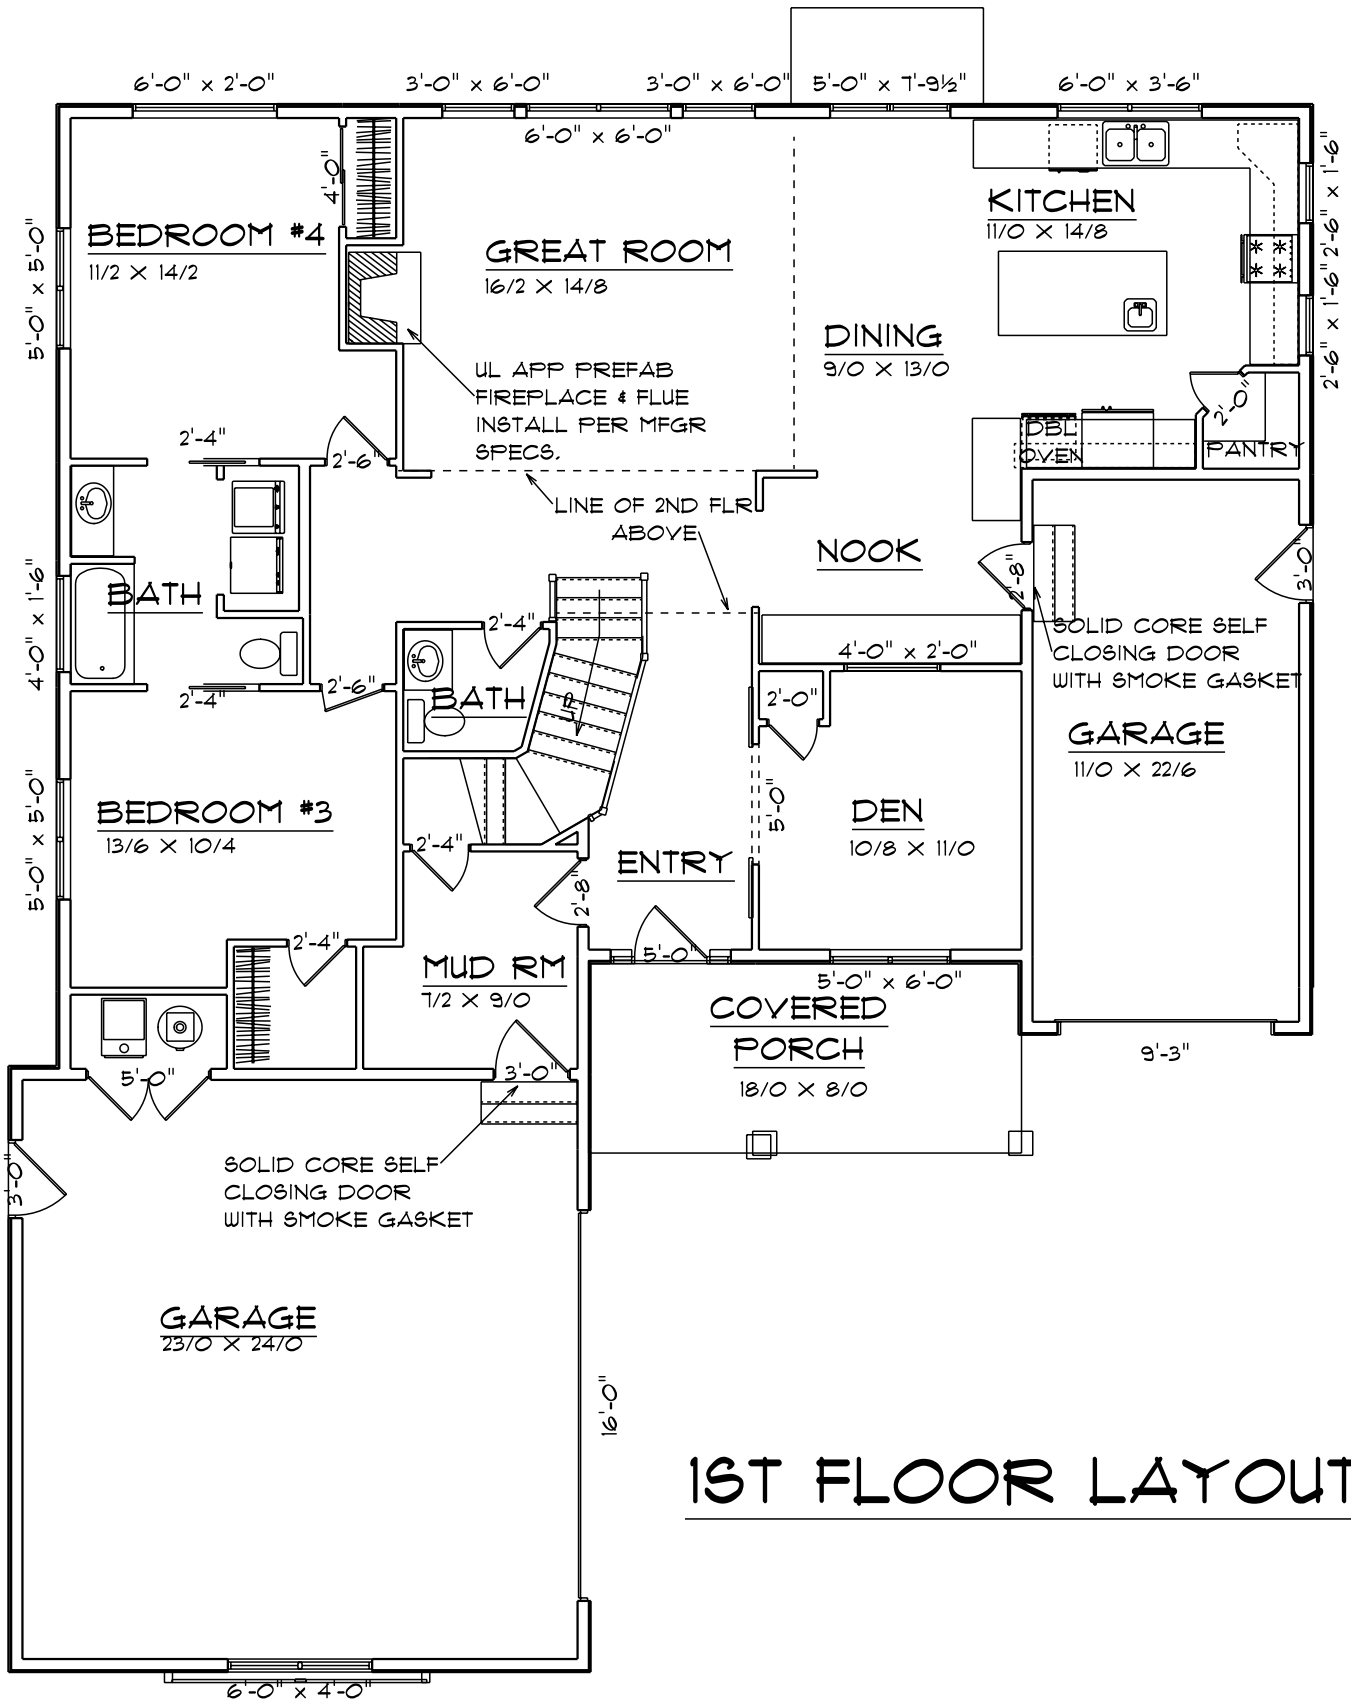 6'-0" x 2'-0"
3'-0" x 6'-0"
3'-0" x 6'-0"
5'-0" x 7'-9½"
6'-0" x 3'-6"
6'-0" x 6'-0"
4'-0"
2'-6" x 1'-6"
KITCHEN
11/0 X 14/8
BEDROOM #4
11/2 X 14/2
5'-0" x 5'-0"
GREAT ROOM
16/2 X 14/8
2'-6" x 1'-6"
DINING
9/0 X 13/0
UL APP PREFAB
FIREPLACE & FLUE
INSTALL PER MFGR
SPECS.
2'-0"
DBL
OVEN
PANTRY
2'-4"
2'-6"
LINE OF 2ND FLR
ABOVE
NOOK
2'-8"
3'-0"
4'-0" x 1'-6"
BATH
2'-4"
SOLID CORE SELF
CLOSING DOOR
WITH SMOKE GASKET
4'-0" x 2'-0"
2'-4"
2'-6"
BATH
UP
2'-0"
GARAGE
11/0 X 22/6
5'-0" x 5'-0"
BEDROOM #3
13/6 X 10/4
5'-0"
DEN
10/8 X 11/0
2'-4"
ENTRY
2'-8"
2'-4"
5'-0"
MUD RM
7/2 X 9/0
5'-0" x 6'-0"
COVERED
PORCH
18/0 X 8/0
9'-3"
5'-0"
3'-0"
3'-0"
SOLID CORE SELF
CLOSING DOOR
WITH SMOKE GASKET
GARAGE
23/0 X 24/0
16'-0"
1ST FLOOR LAYOUT
6'-0" x 4'-0"